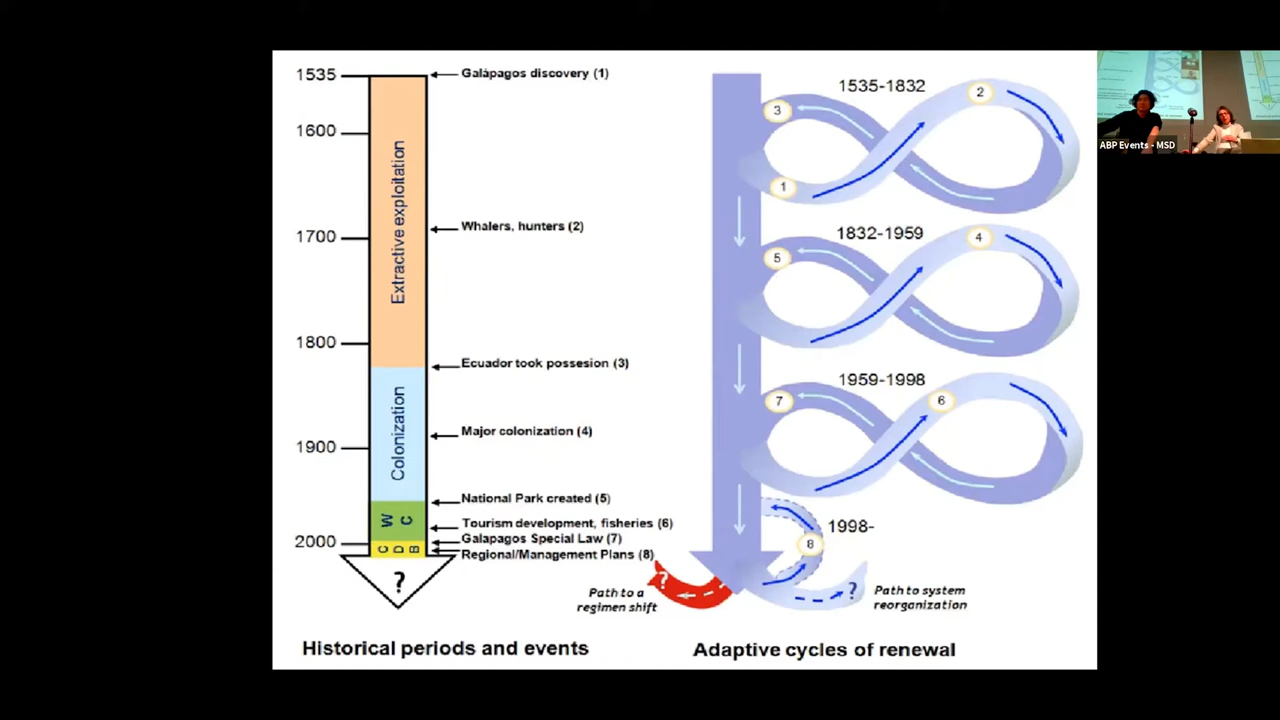 1535
Galápagos discovery (1)
1600
Extractive exploitation
1700
Whalers, hunters (2)
1800
Ecuador took possesion (3)
Colonization
Major colonization (4)
1900
National Park created (5)
W C
Tourism development, fisheries (6)
2000
Galapagos Special Law (7)
C D B
Regional/Management Plans (8)
?
Historical periods and events
1535-1832
2
3
1
1832-1959
4
5
1959-1998
6
7
1998-
8
?
Path to a
regimen shift
?
Path to system
reorganization
Adaptive cycles of renewal
ABP Events - MSD